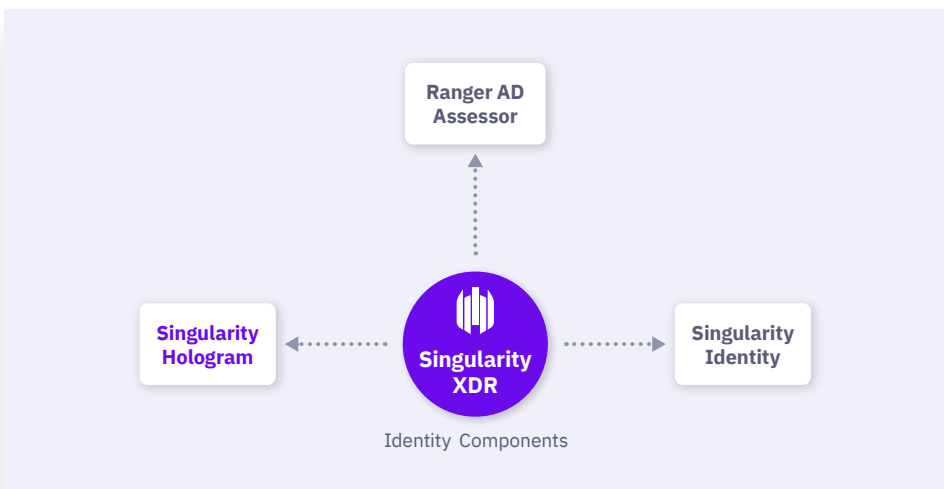 Ranger AD
Assessor
Singularity
Hologram
Singularity
XDR
Singularity
Identity
Identity Components